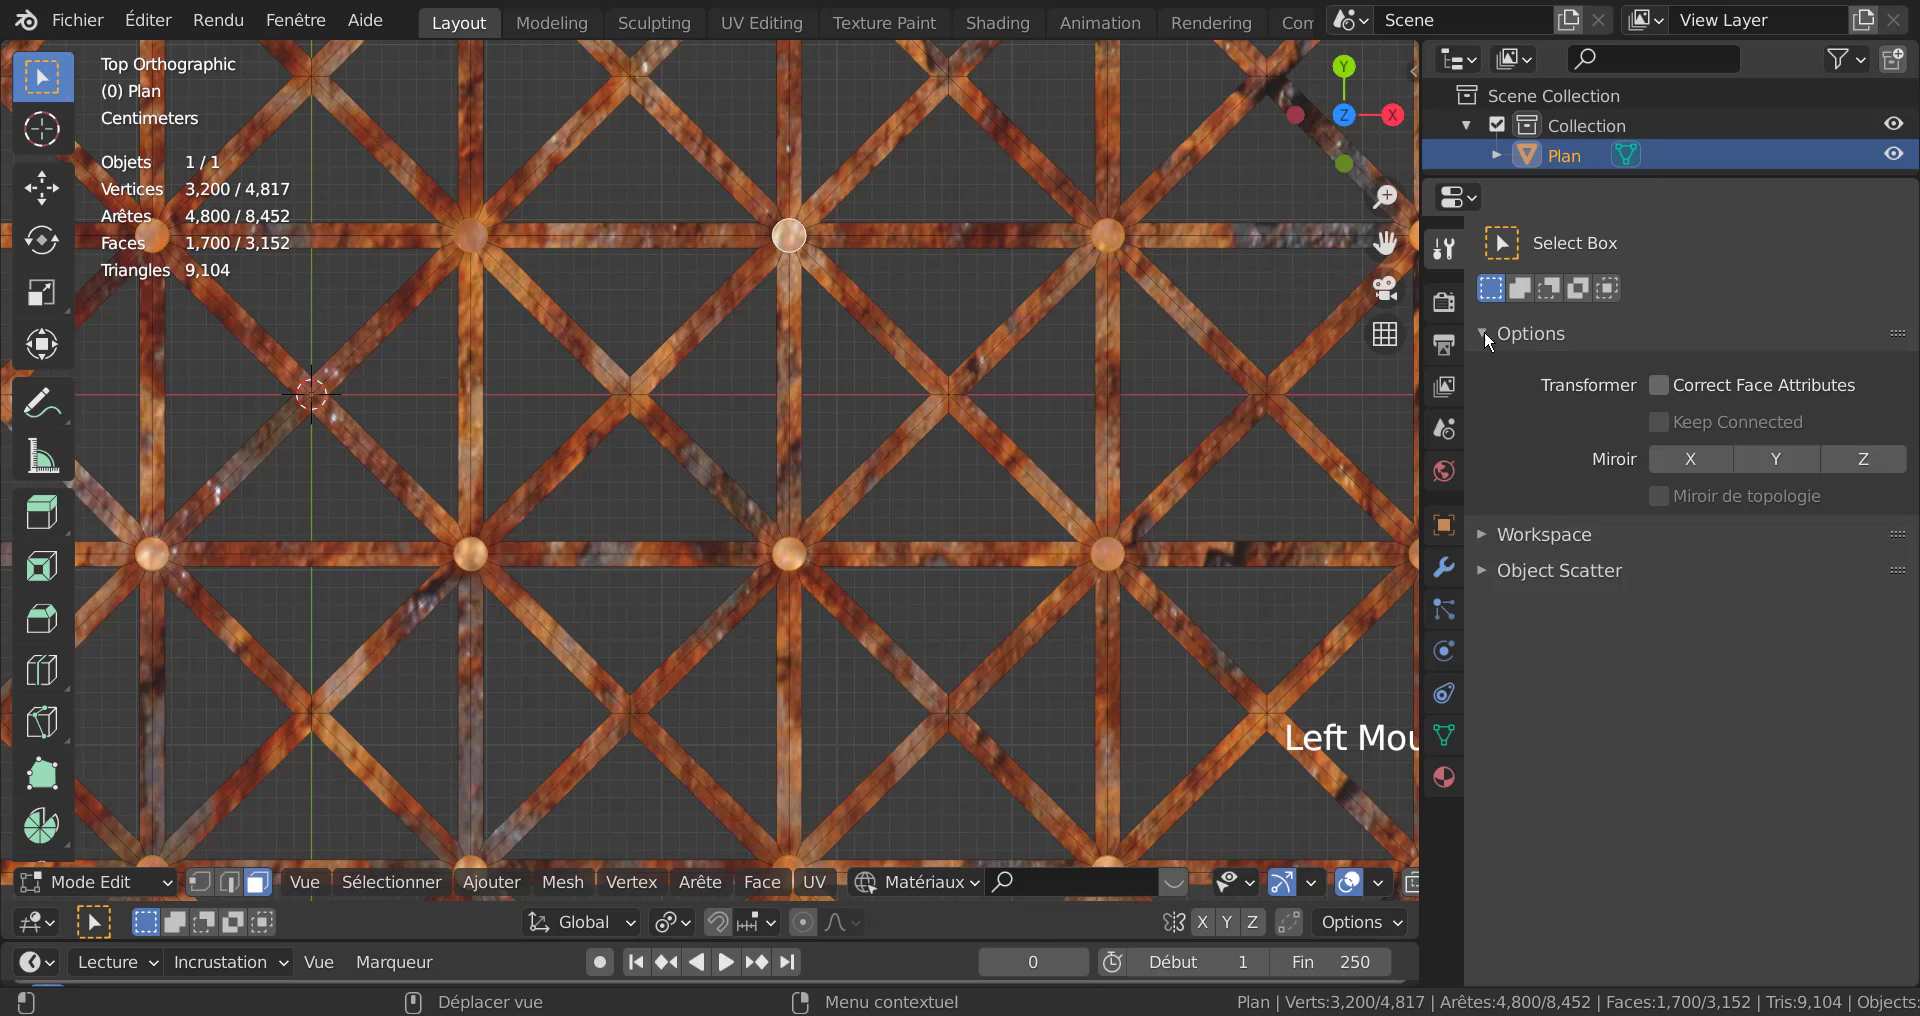 Fichier Éditer Rendu Fenêtre Aide Layout Modeling Sculpting UV Editing Texture Paint Shading Animation Rendering Scene View Layer
Top Orthographic
(0) Plan
Centimeters
Objets 1 / 1
Vertices 3,200 / 4,817
Arêtes 4,800 / 8,452
Faces 1,700 / 3,152
Triangles 9,104
Y
Z X
Left
Mode Edit Vue Sélectionner Ajouter Mesh Vertex Arête Face UV Matériaux
Global X Y Z Options
Lecture Incrustation Vue Marqueur 0 Début 1 Fin 250
Scene Collection
Collection
Plan
Select Box
Options
Transformer Correct Face Attributes
Keep Connected
Miroir X Y Z
Miroir de topologie
Workspace
Object Scatter
Déplacer vue Menu contextuel Plan | Verts:3,200/4,817 | Arêtes:4,800/8,452 | Faces:1,700/3,152 | Tris:9,104 | Objects: